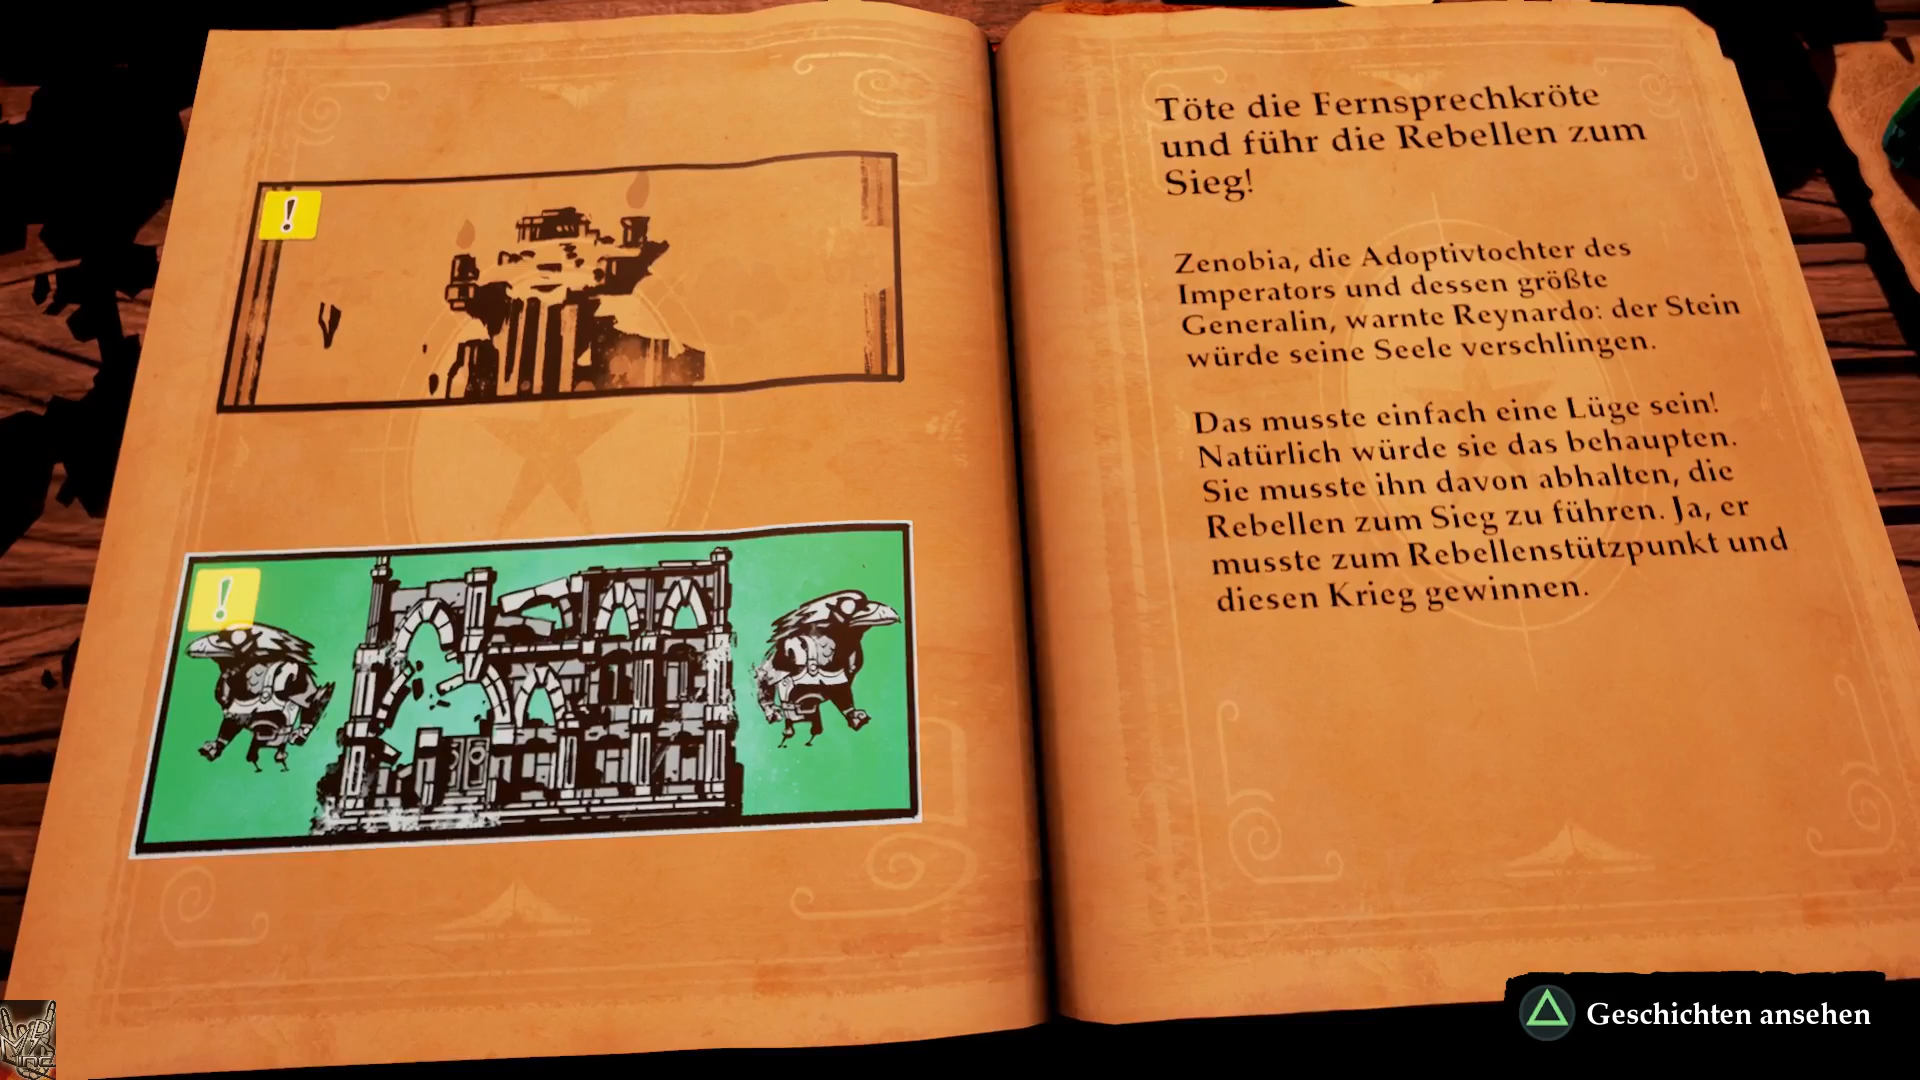 !
!
Töte die Fernsprechkröte
und führ die Rebellen zum
Sieg!
Zenobia, die Adoptivtochter des
Imperators und dessen größte
Generalin, warnte Reynardo: der Stein
würde seine Seele verschlingen.
Das musste einfach eine Lüge sein!
Natürlich würde sie das behaupten.
Sie musste ihn davon abhalten, die
Rebellen zum Sieg zu führen. Ja, er
musste zum Rebellenstützpunkt und
diesen Krieg gewinnen.
Geschichten ansehen